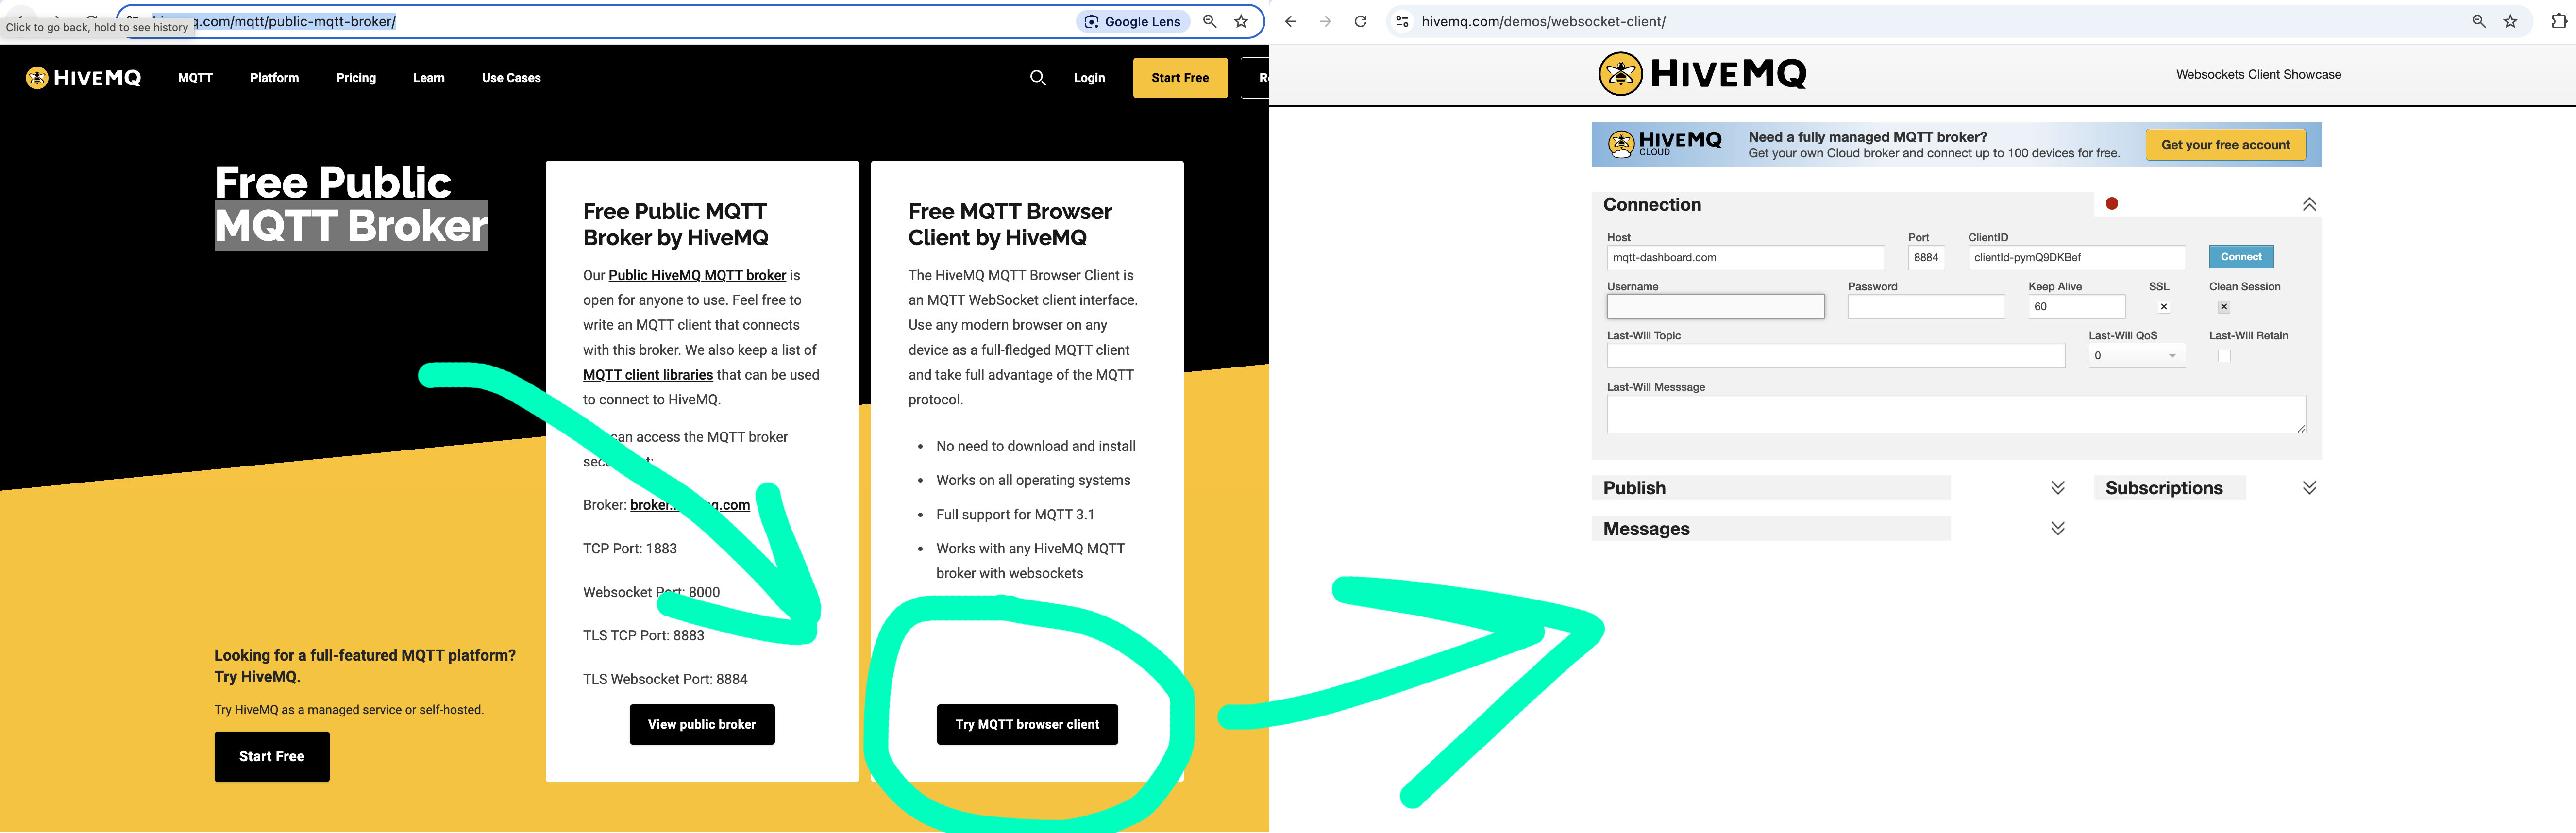 q.com/mqtt/public-mqtt-broker/
Google Lens
Click to go back, hold to see history
HIVEMQ
MQTT
Platform
Pricing
Learn
Use Cases
Login
Start Free
Free Public
MQTT Broker
Looking for a full-featured MQTT platform?
Try HiveMQ.
Try HiveMQ as a managed service or self-hosted.
Start Free
Free Public MQTT
Broker by HiveMQ
Our Public HiveMQ MQTT broker is
open for anyone to use. Feel free to
write an MQTT client that connects
with this broker. We also keep a list of
MQTT client libraries that can be used
to connect to HiveMQ.
can access the MQTT broker
Broker:
TCP Port: 1883
Websocket Port: 8000
TLS TCP Port: 8883
TLS Websocket Port: 8884
View public broker
Free MQTT Browser
Client by HiveMQ
The HiveMQ MQTT Browser Client is
an MQTT WebSocket client interface.
Use any modern browser on any
device as a full-fledged MQTT client
and take full advantage of the MQTT
protocol.
• No need to download and install
• Works on all operating systems
• Full support for MQTT 3.1
• Works with any HiveMQ MQTT
broker with websockets
Try MQTT browser client
hivemq.com/demos/websocket-client/
HIVEMQ
Websockets Client Showcase
HIVEMQ
CLOUD
Need a fully managed MQTT broker?
Get your own Cloud broker and connect up to 100 devices for free.
Get your free account
Connection
Host
Port
ClientID
mqtt-dashboard.com
8884
clientId-pymQ9DKBef
Connect
Username
Password
Keep Alive
SSL
Clean Session
60
Last-Will Topic
Last-Will QoS
Last-Will Retain
0
Last-Will Messsage
Publish
Subscriptions
Messages